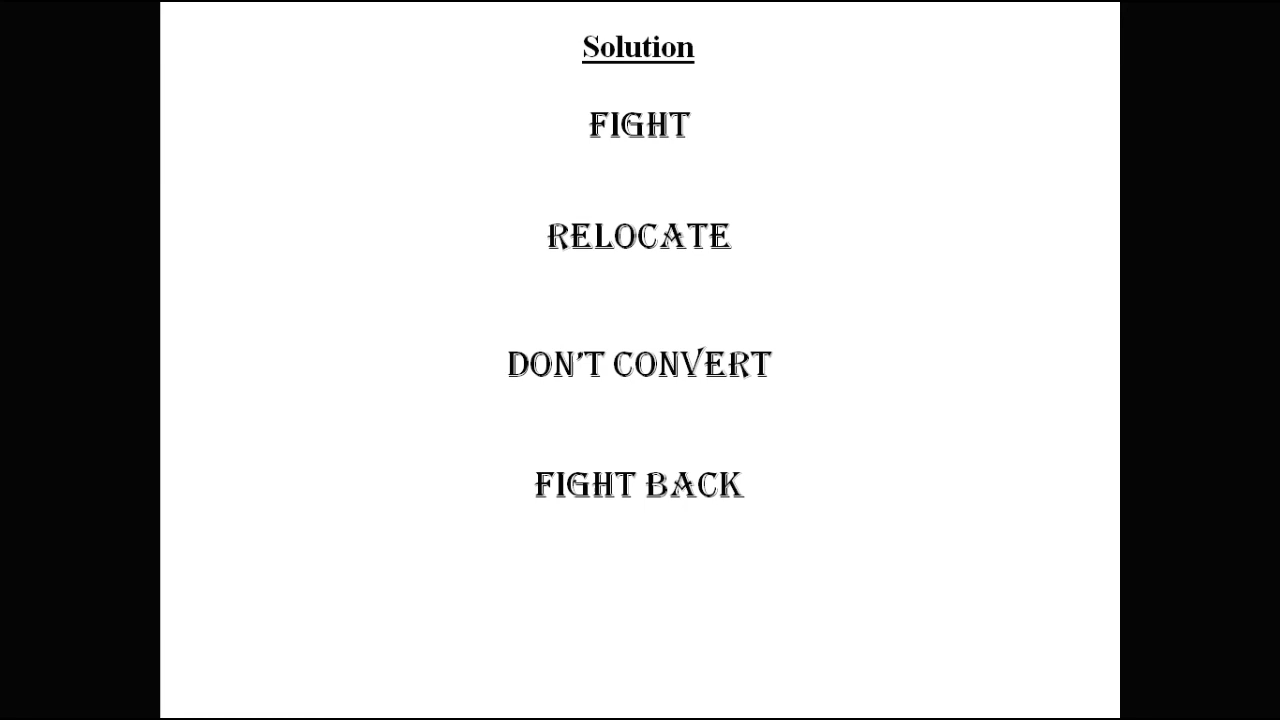 Solution
FIGHT
RELOCATE
DON'T CONVERT
FIGHT BACK